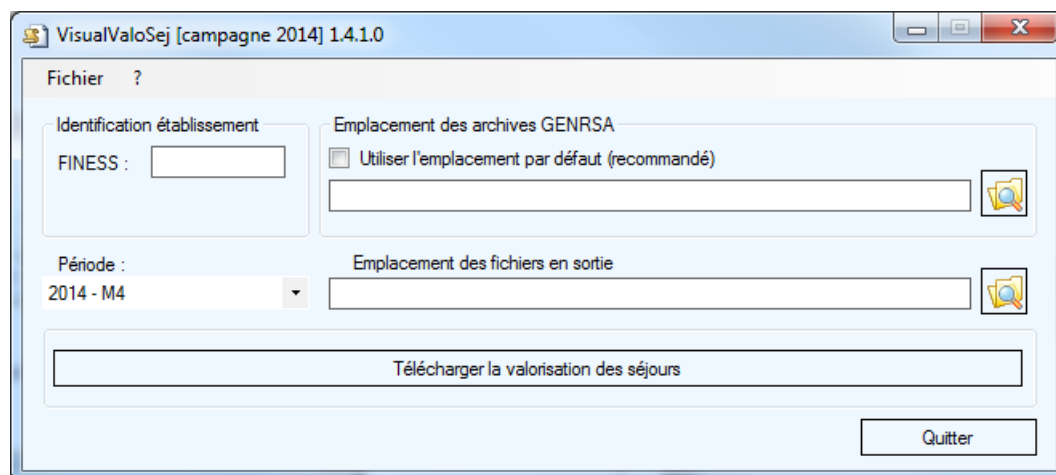 VisualValoSej [campagne 2014] 1.4.1.0
Fichier ?
Identification établissement
FINESS :
Emplacement des archives GENRSA
Utiliser l'emplacement par défaut (recommandé)
Période :
2014 - M4
Emplacement des fichiers en sortie
Télécharger la valorisation des séjours
Quitter